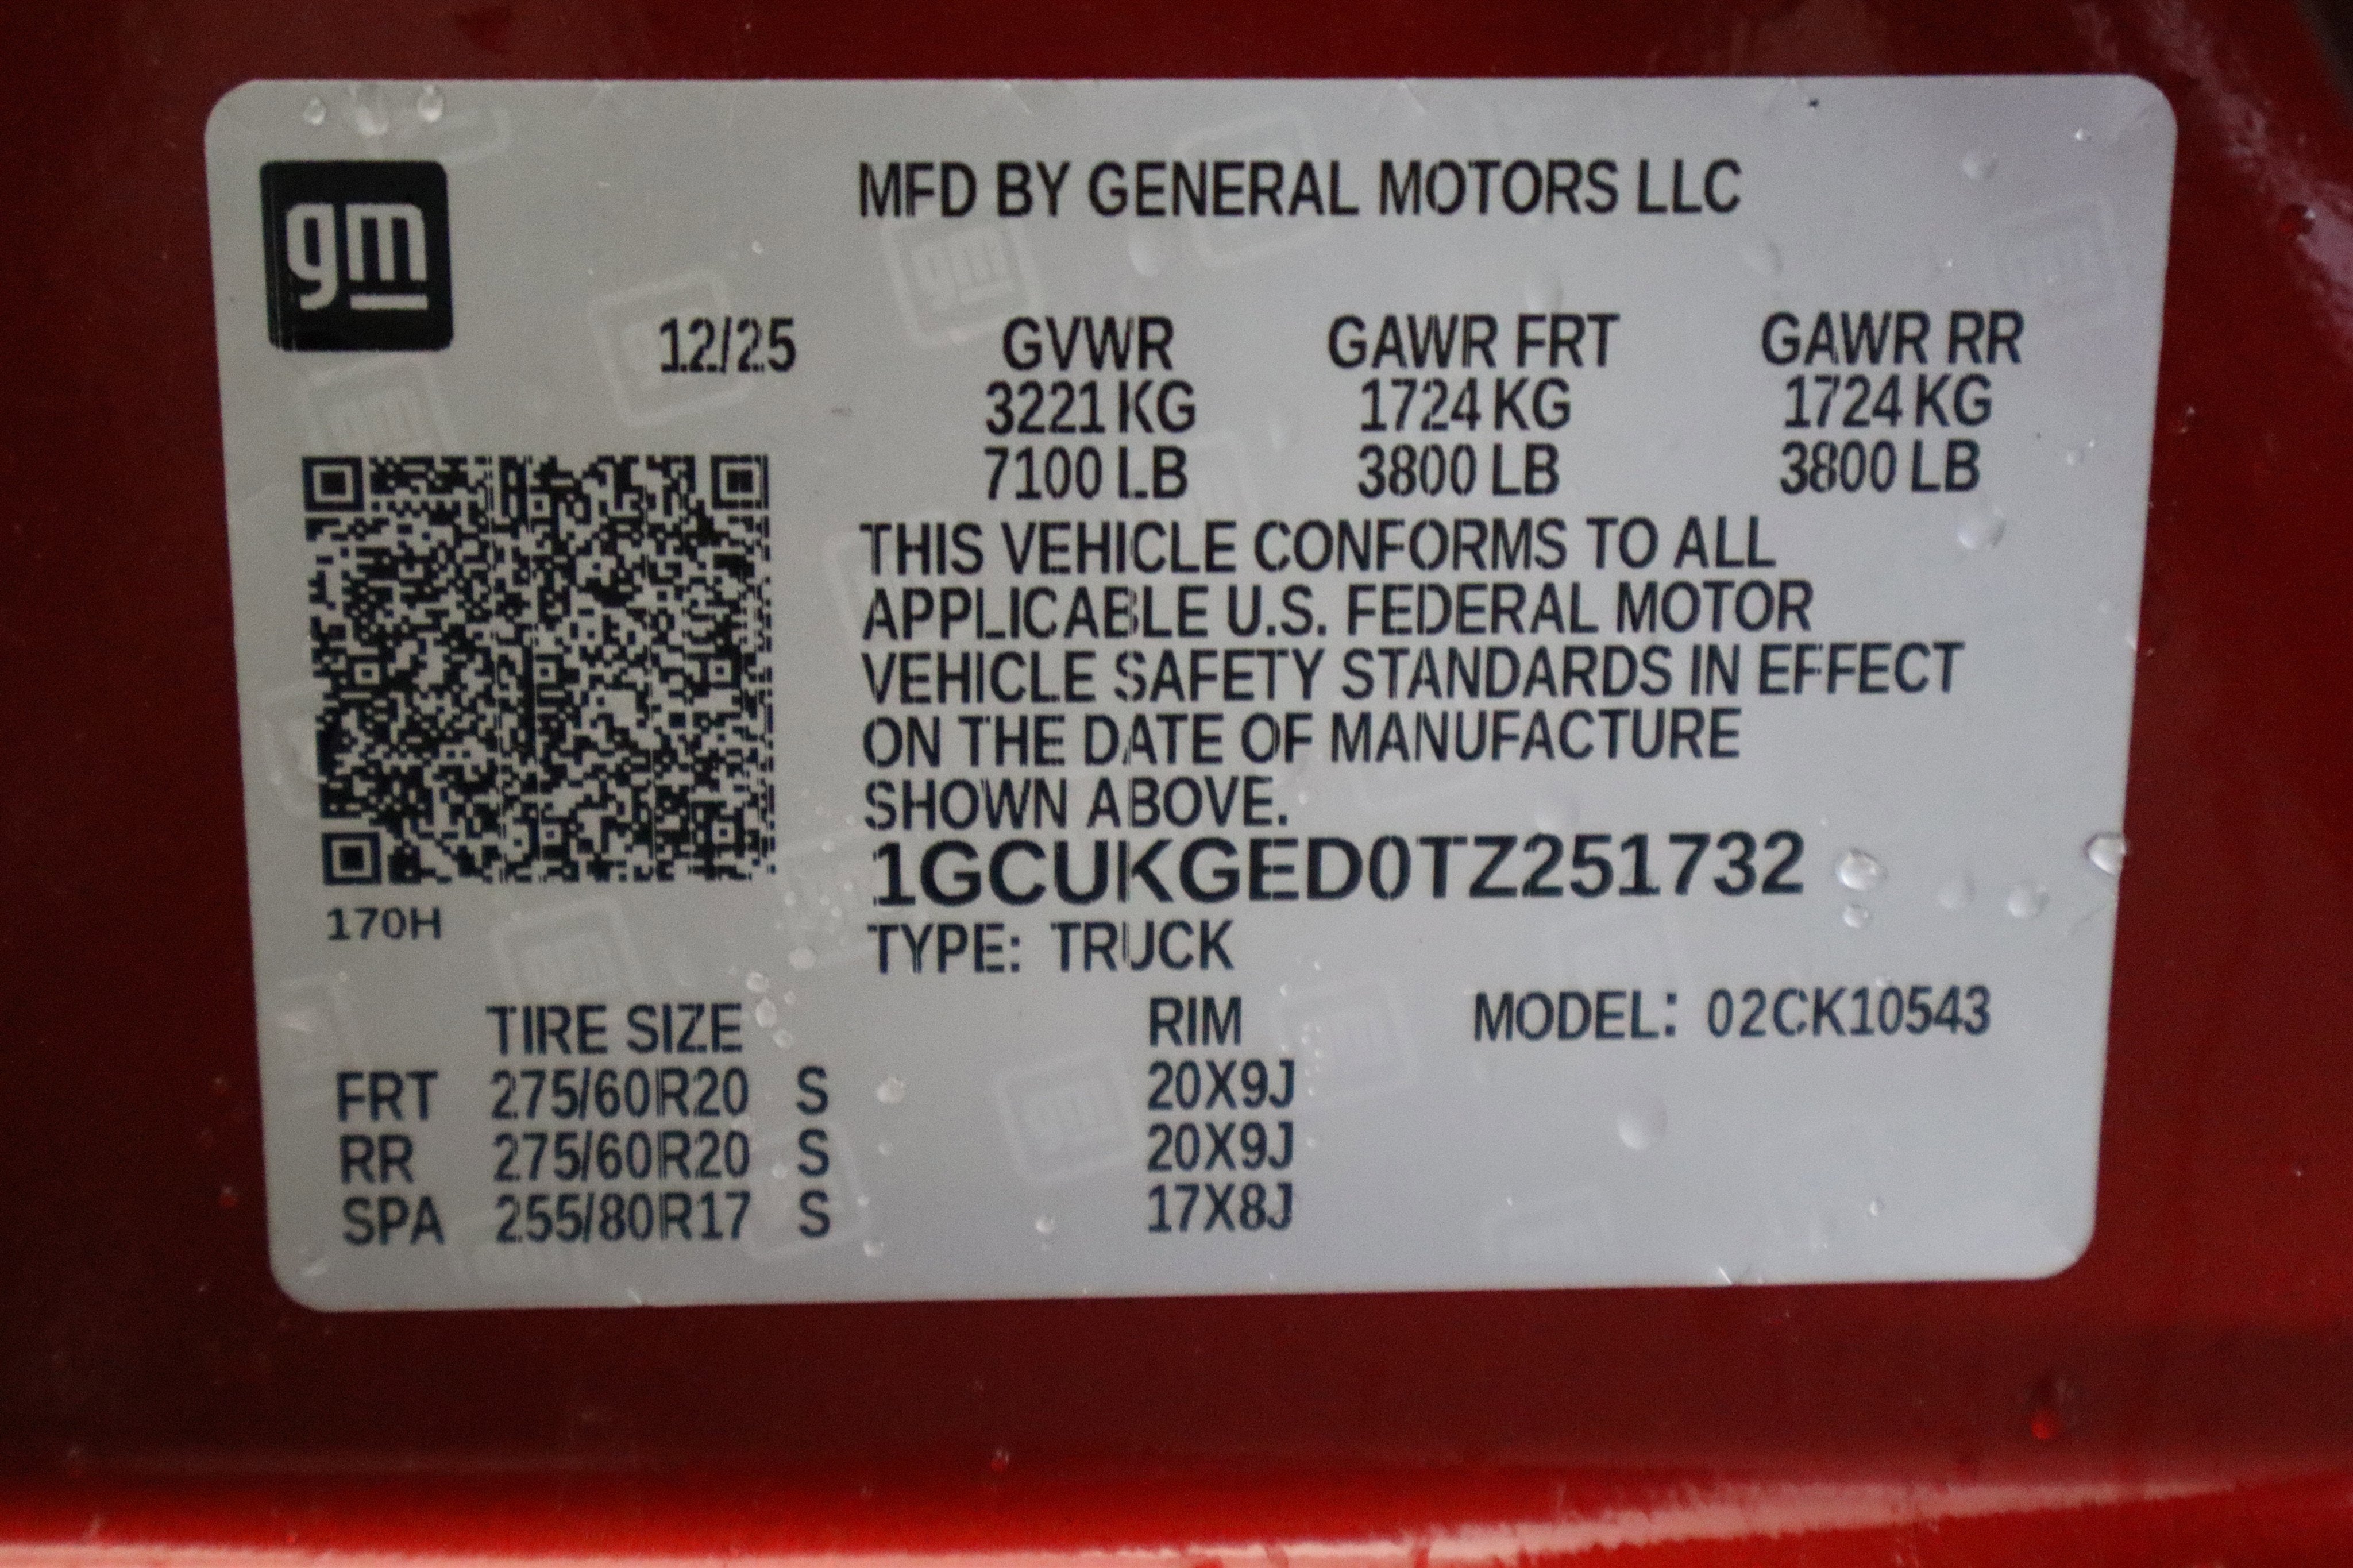 gm
MFD BY GENERAL MOTORS LLC
12/25 GVWR GAWR FRT GAWR RR
3221 KG 1724 KG 1724 KG
7100 LB 3800 LB 3800 LB
THIS VEHICLE CONFORMS TO ALL
APPLICABLE U.S. FEDERAL MOTOR
VEHICLE SAFETY STANDARDS IN EFFECT
ON THE DATE OF MANUFACTURE
SHOWN ABOVE.
1GCUKGED0TZ251732
170H
TYPE: TRUCK
TIRE SIZE RIM MODEL: 02CK10543
FRT 275/60R20 S 20X9J
RR 275/60R20 S 20X9J
SPA 255/80R17 S 17X8J